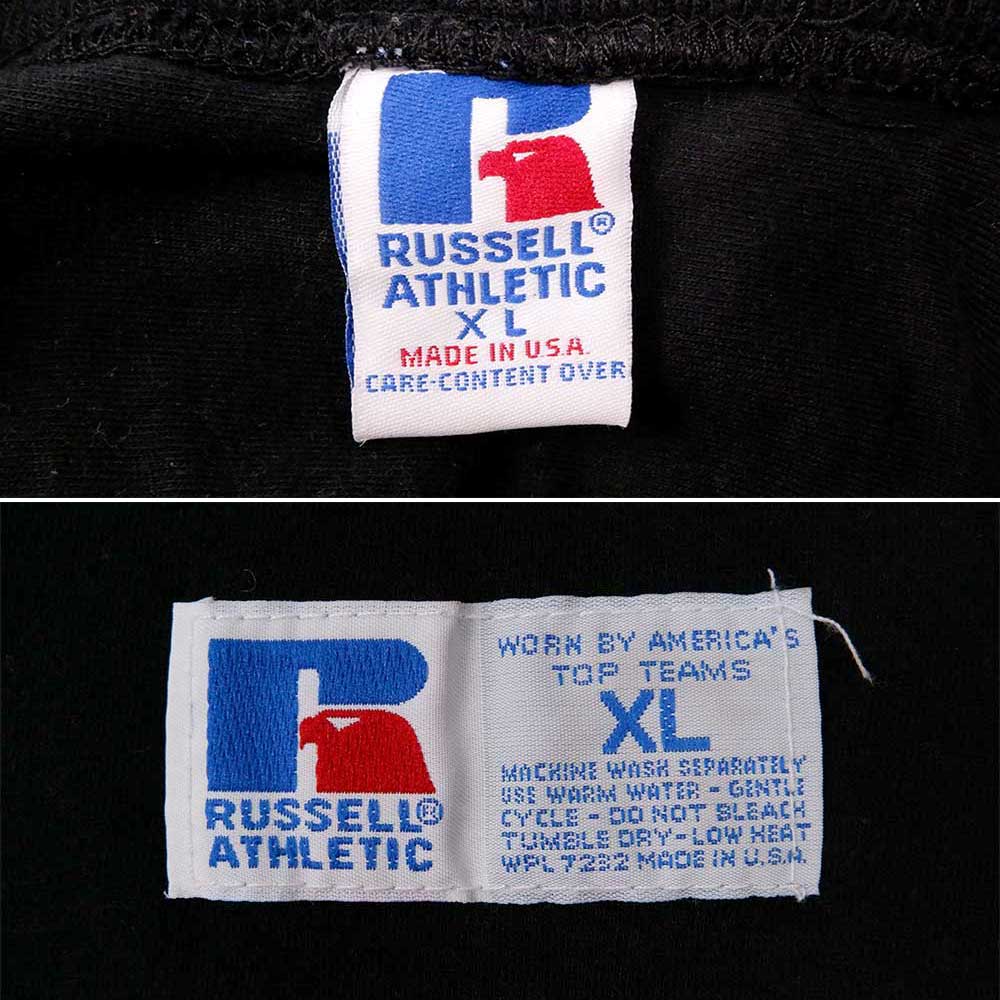 RUSSELL®
ATHLETIC
XL
MADE IN U.S.A.
CARE-CONTENT OVER
RUSSELL®
ATHLETIC
WORN BY AMERICA'S
TOP TEAMS
XL
MACHINE WASH SEPARATELY
USE WARM WATER - GENTLE
CYCLE - DO NOT BLEACH
TUMBLE DRY - LOW HEAT
WPL 7232 MADE IN U.S.A.